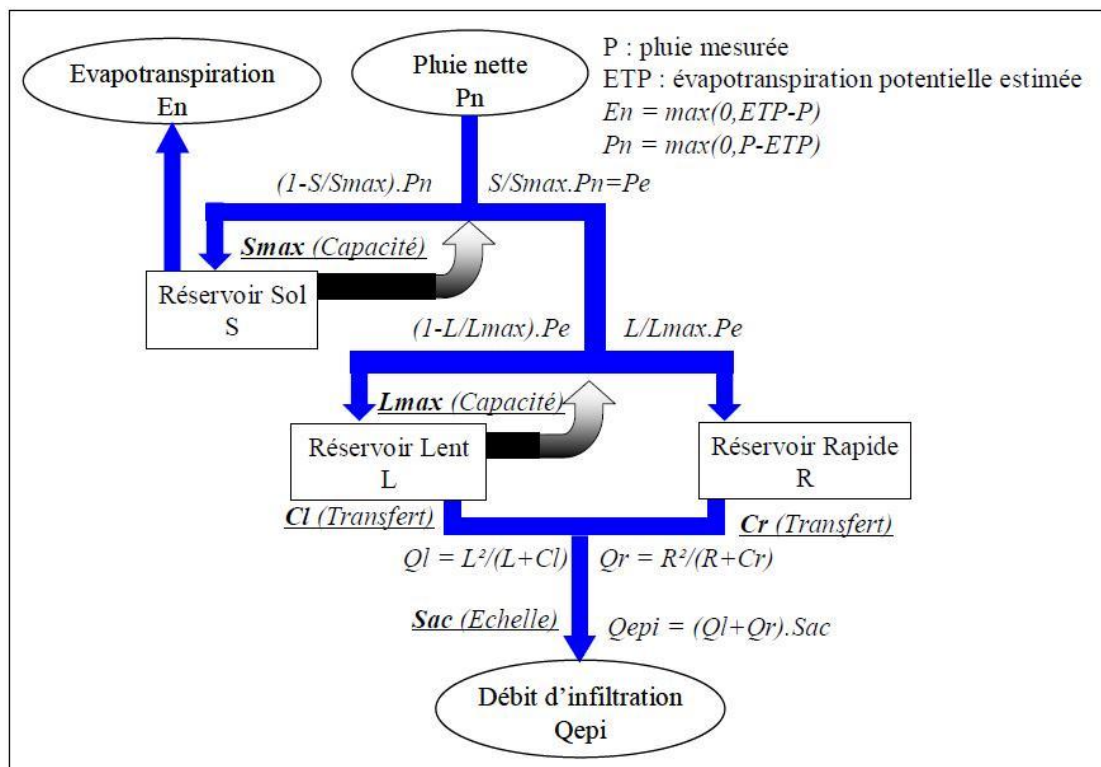 Evapotranspiration
En
Pluie nette
Pn
P : pluie mesurée
ETP : évapotranspiration potentielle estimée
En = max(0,ETP-P)
Pn = max(0,P-ETP)
(1-S/Smax).Pn
S/Smax.Pn=Pe
Smax (Capacité)
Réservoir Sol
S
(1-L/Lmax).Pe
L/Lmax.Pe
Lmax (Capacité)
Réservoir Lent
L
Réservoir Rapide
R
Cl (Transfert)
Cr (Transfert)
Ql = L²/(L+Cl)
Qr = R²/(R+Cr)
Sac (Echelle)
Qepi = (Ql+Qr).Sac
Débit d'infiltration
Qepi